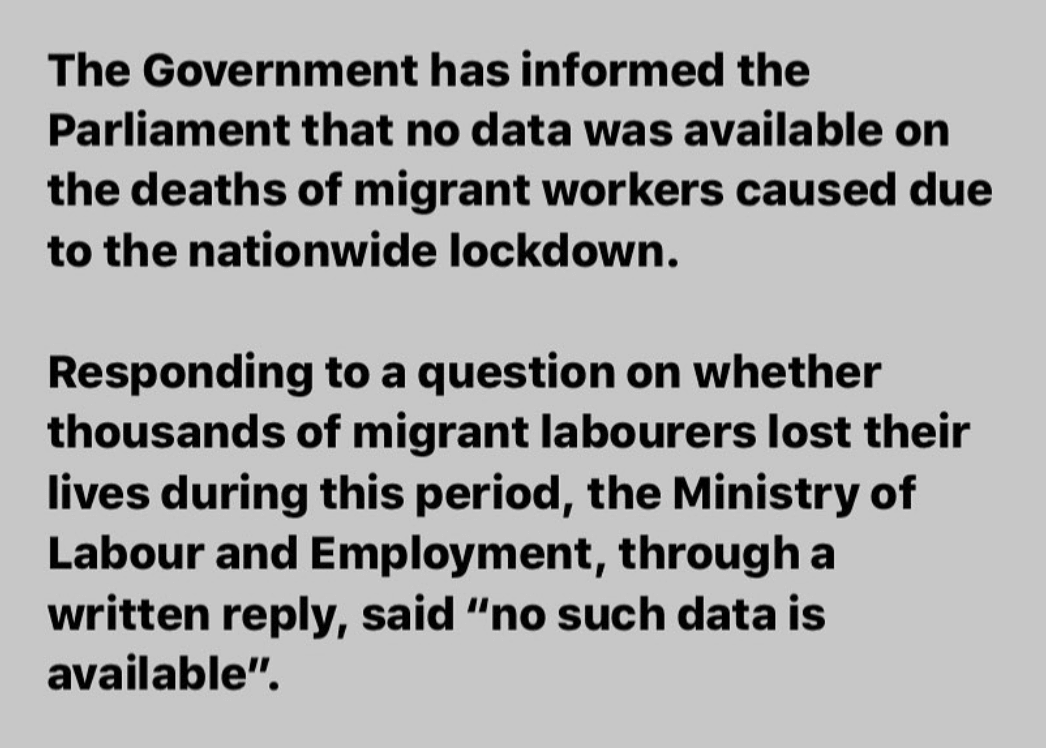 The Government has informed the
Parliament that no data was available on
the deaths of migrant workers caused due
to the nationwide lockdown.
Responding to a question on whether
thousands of migrant labourers lost their
lives during this period, the Ministry of
Labour and Employment, through a
written reply, said “no such data is
available”.